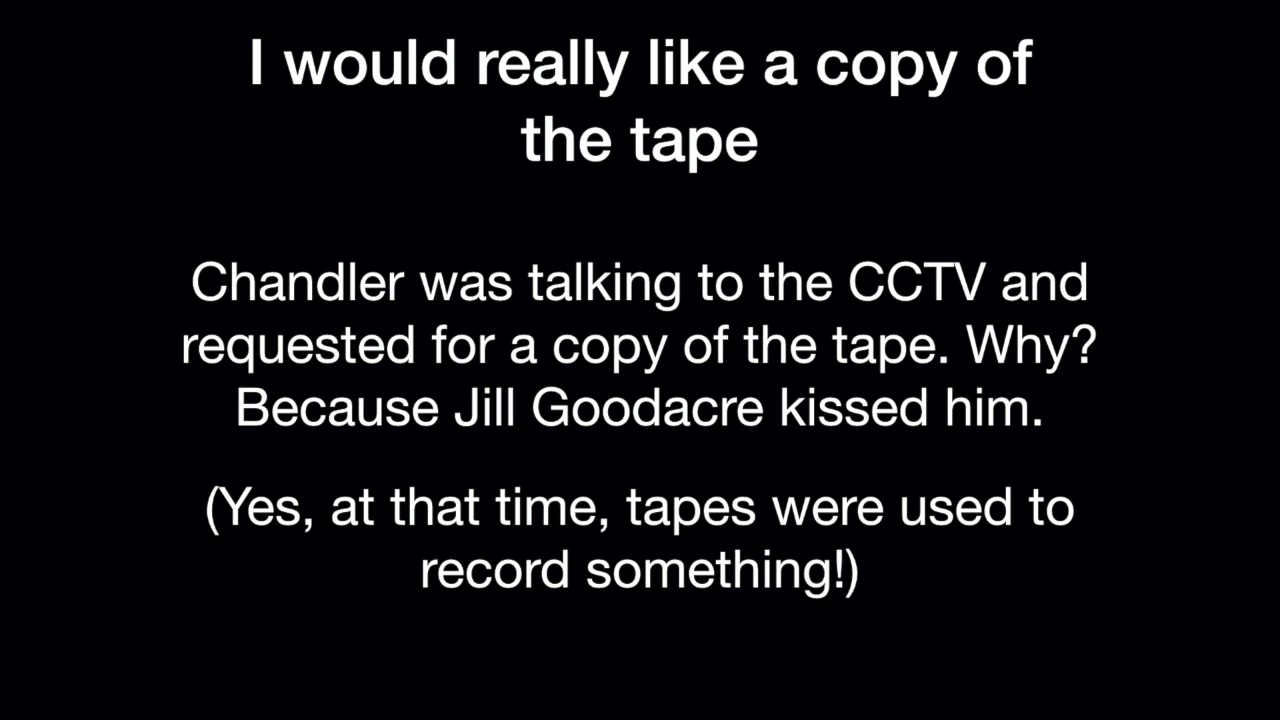 I would really like a copy of
the tape
Chandler was talking to the CCTV and
requested for a copy of the tape. Why?
Because Jill Goodacre kissed him.
(Yes, at that time, tapes were used to
record something!)